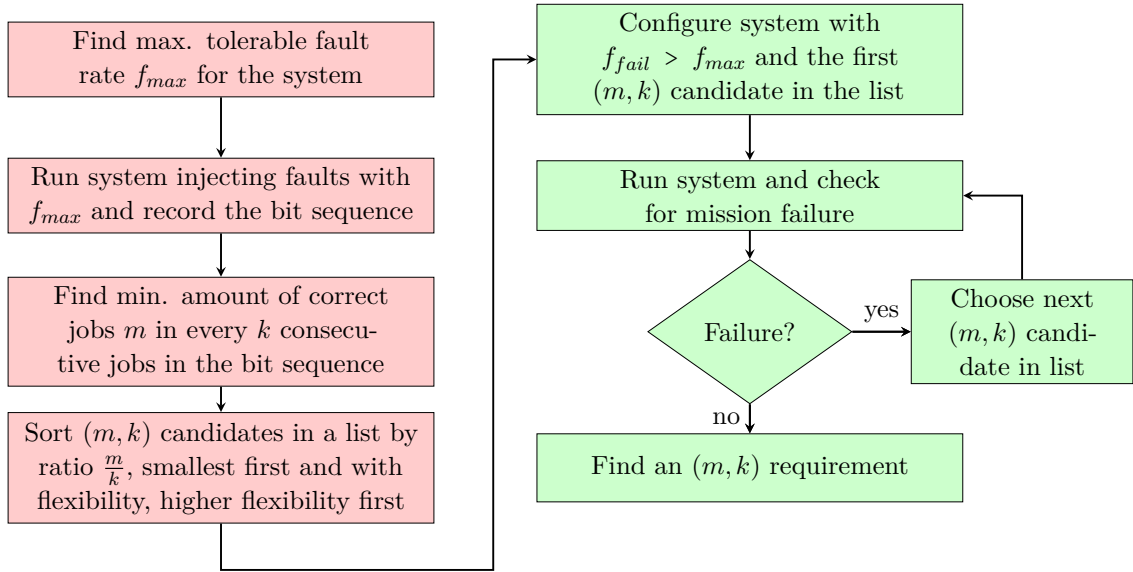 Find max. tolerable fault
rate f_max for the system
Run system injecting faults with
f_max and record the bit sequence
Find min. amount of correct
jobs m in every k consecu-
tive jobs in the bit sequence
Sort (m, k) candidates in a list by
ratio m/k, smallest first and with
flexibility, higher flexibility first
Configure system with
f_fail > f_max and the first
(m, k) candidate in the list
Run system and check
for mission failure
Failure?
yes
Choose next
(m, k) candi-
date in list
no
Find an (m, k) requirement